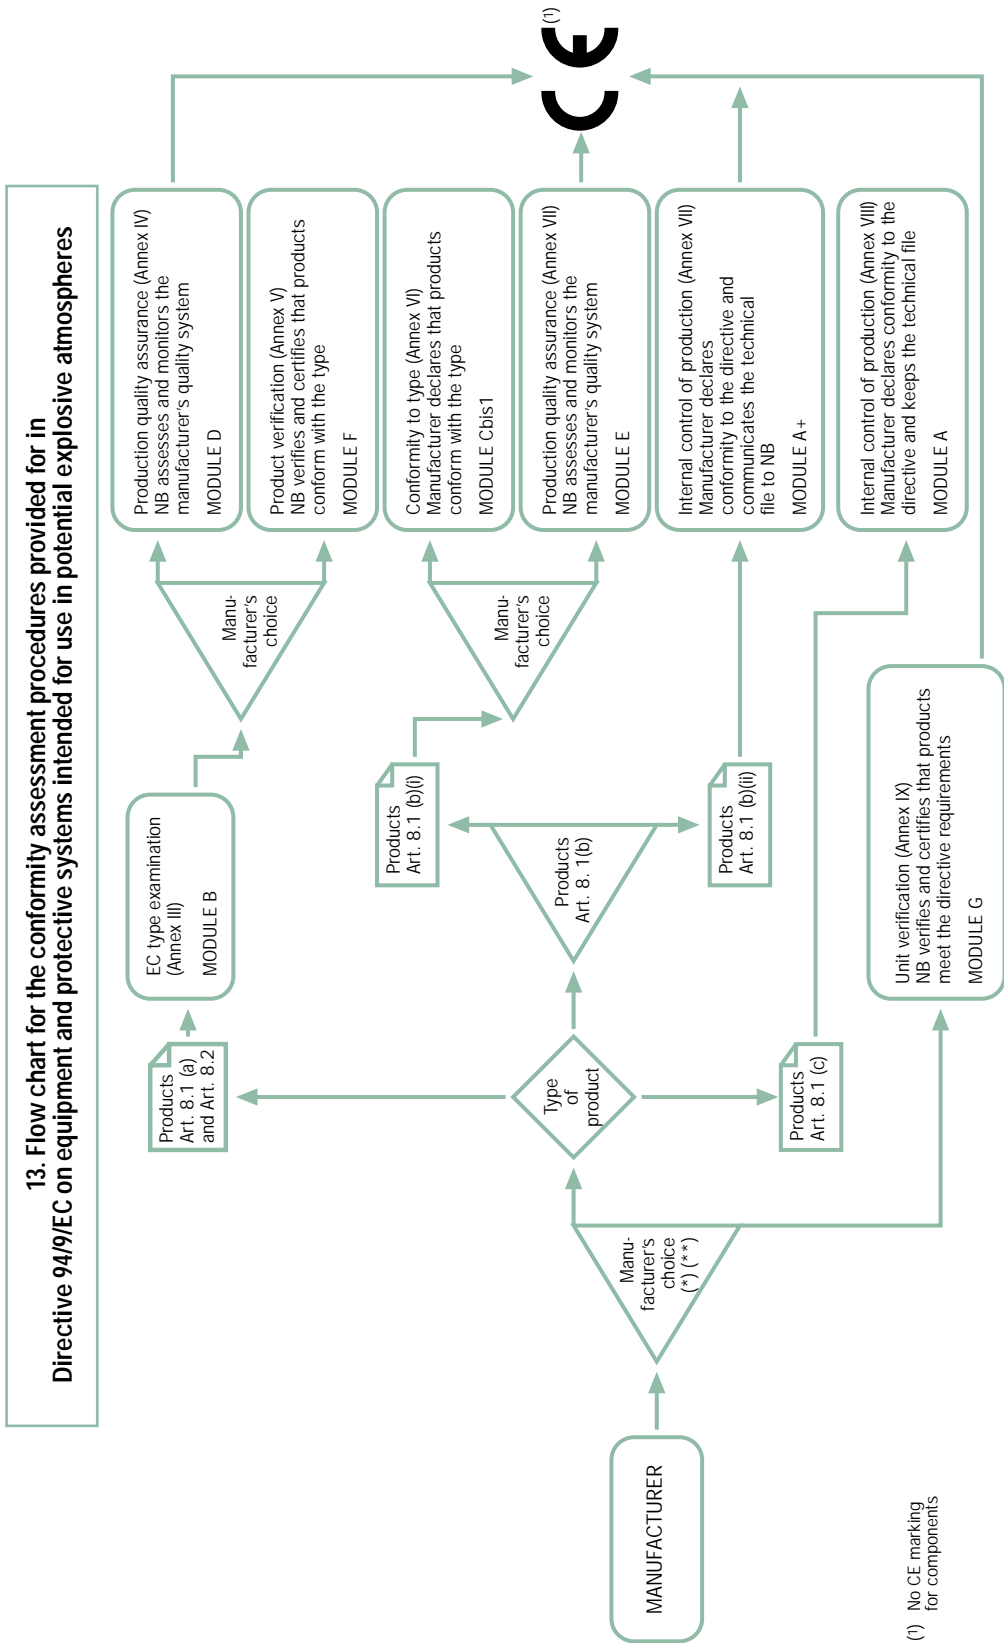 13. Flow chart for the conformity assessment procedures provided for in
Directive 94/9/EC on equipment and protective systems intended for use in potential explosive atmospheres
MANUFACTURER
Manu-
facturer's
choice
(*) (**)
Type
of
product
Products
Art. 8.1 (a)
and Art. 8.2
EC type examination
(Annex III)
MODULE B
Manu-
facturer's
choice
Production quality assurance (Annex IV)
NB assesses and monitors the
manufacturer's quality system
MODULE D
Product verification (Annex V)
NB verifies and certifies that products
conform with the type
MODULE F
Products
Art. 8. 1(b)
Products
Art. 8.1 (b)(i)
Manu-
facturer's
choice
Conformity to type (Annex VI)
Manufacturer declares that products
conform with the type
MODULE Cbis1
Production quality assurance (Annex VII)
NB assesses and monitors the
manufacturer's quality system
MODULE E
Products
Art. 8.1 (b)(ii)
Internal control of production (Annex VII)
Manufacturer declares
conformity to the directive and
communicates the technical
file to NB
MODULE A+
Products
Art. 8.1 (c)
Internal control of production (Annex VIII)
Manufacturer declares conformity to the
directive and keeps the technical file
MODULE A
Unit verification (Annex IX)
NB verifies and certifies that products
meet the directive requirements
MODULE G
CE (1)
(1) No CE marking
for components